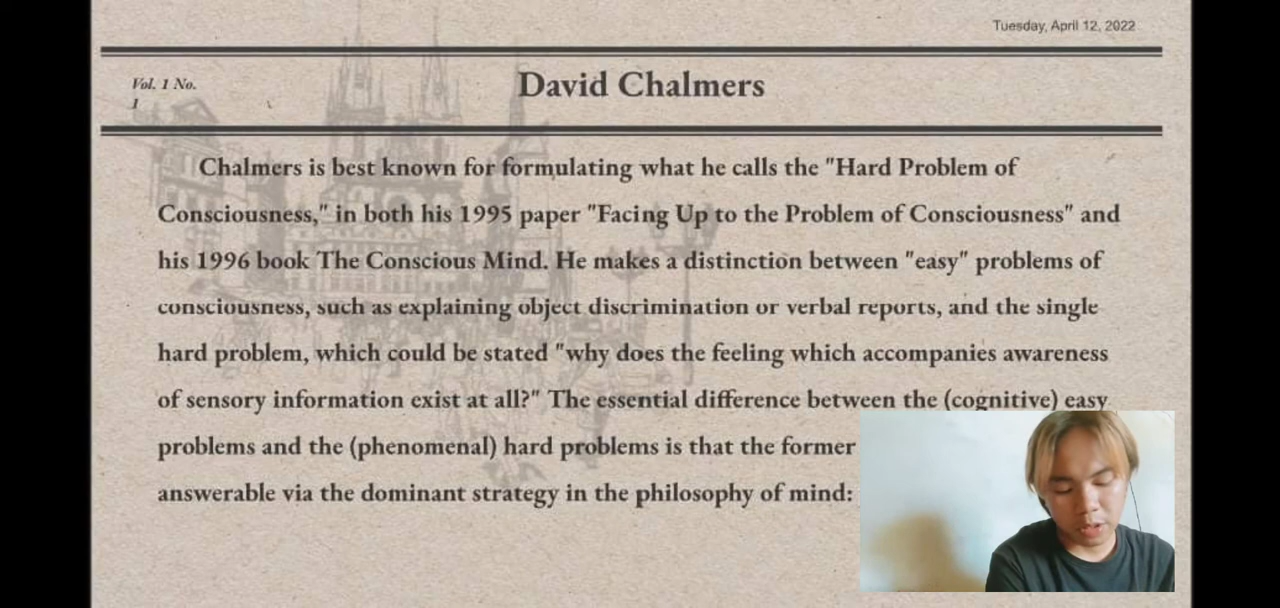 Tuesday, April 12, 2022
Vol. 1 No.
1
David Chalmers
Chalmers is best known for formulating what he calls the "Hard Problem of
Consciousness," in both his 1995 paper "Facing Up to the Problem of Consciousness" and
his 1996 book The Conscious Mind. He makes a distinction between "easy" problems of
consciousness, such as explaining object discrimination or verbal reports, and the single
hard problem, which could be stated "why does the feeling which accompanies awareness
of sensory information exist at all?" The essential difference between the (cognitive) easy
problems and the (phenomenal) hard problems is that the former
answerable via the dominant strategy in the philosophy of mind: